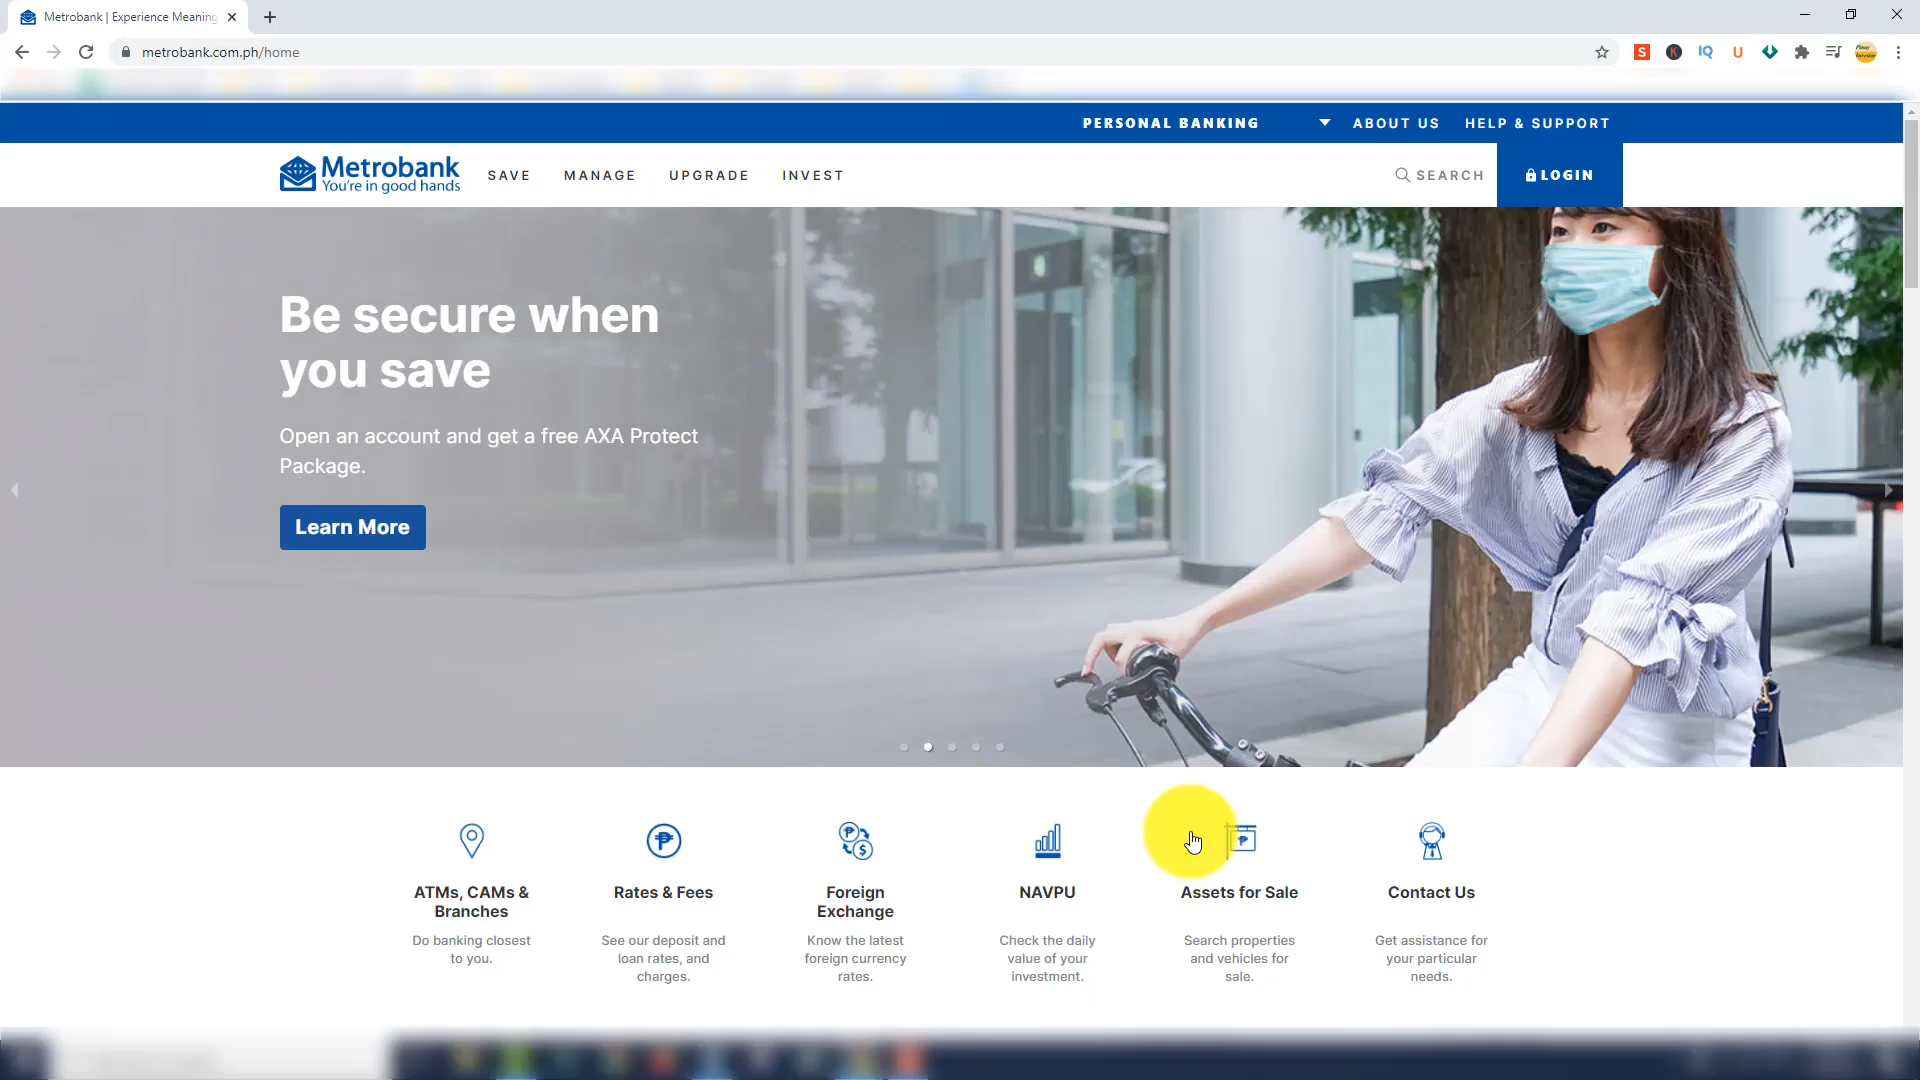 Metrobank | Experience Meaning
metrobank.com.ph/home
PERSONAL BANKING
ABOUT US
HELP & SUPPORT
Metrobank
You're in good hands
SAVE
MANAGE
UPGRADE
INVEST
SEARCH
LOGIN
Be secure when
you save
Open an account and get a free AXA Protect
Package.
Learn More
ATMs, CAMs &
Branches
Do banking closest
to you.
Rates & Fees
See our deposit and
loan rates, and
charges.
Foreign
Exchange
Know the latest
foreign currency
rates.
NAVPU
Check the daily
value of your
investment.
Assets for Sale
Search properties
and vehicles for
sale.
Contact Us
Get assistance for
your particular
needs.